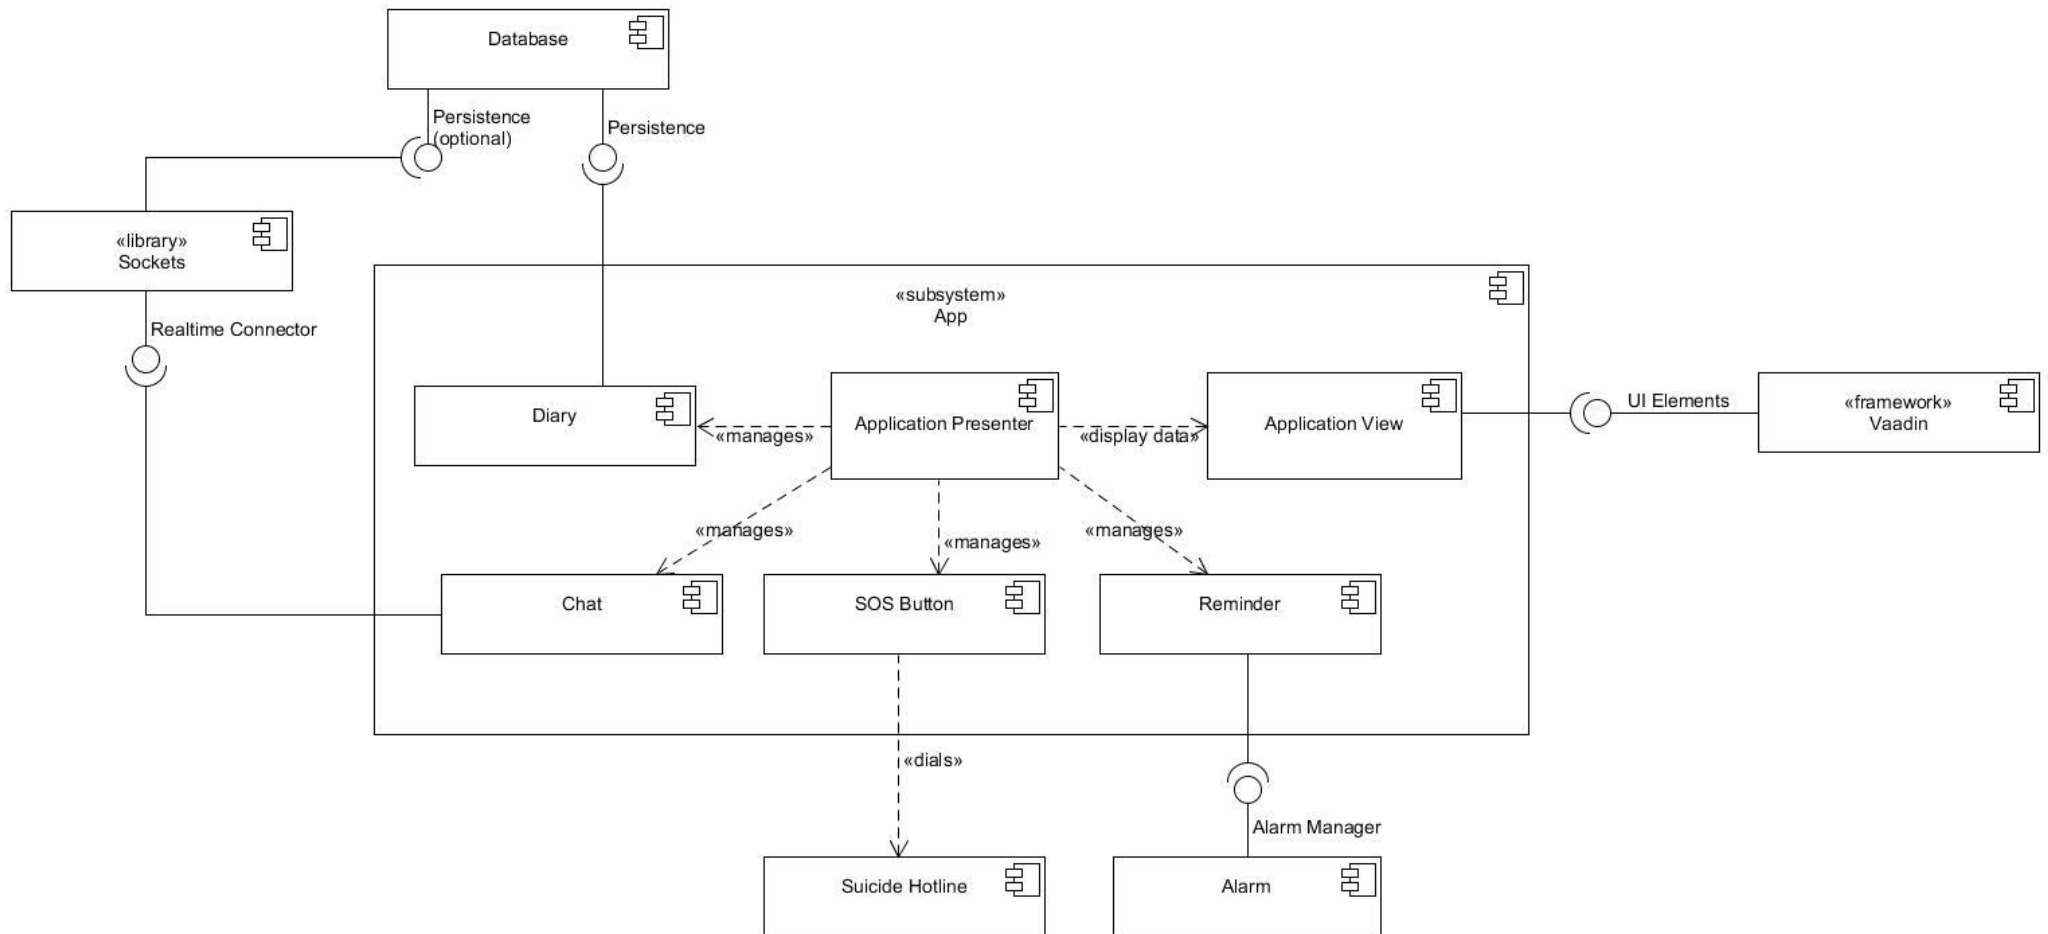 Database
Persistence
(optional)
Persistence
«library»
Sockets
Realtime Connector
«subsystem»
App
Diary
«manages»
Application Presenter
«display data»
Application View
UI Elements
«framework»
Vaadin
«manages»
«manages»
«manages»
Chat
SOS Button
Reminder
«dials»
Alarm Manager
Suicide Hotline
Alarm